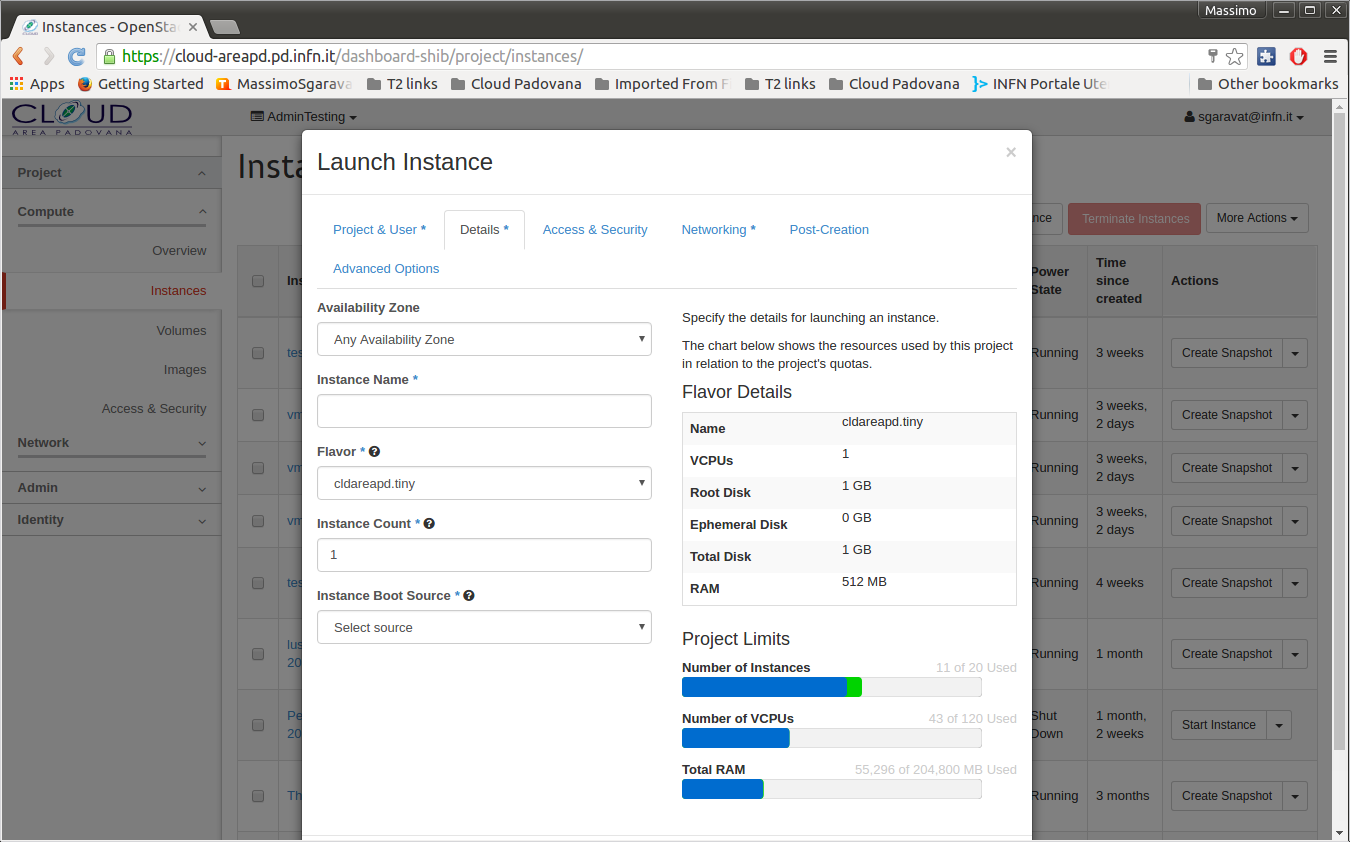 Massimo
Instances - OpenSta
https://cloud-areapd.pd.infn.it/dashboard-shib/project/instances/
Apps Getting Started MassimoSgarava T2 links Cloud Padovana Imported From F T2 links Cloud Padovana INFN Portale Ute Other bookmarks
CLOUD
AREA PADOVANA
AdminTesting
sgaravat@infn.it
Project
Compute
Overview
Instances
Volumes
Images
Access & Security
Network
Admin
Identity
Insta
nce
Terminate Instances
More Actions
Ins
Power State
Time since created
Actions
tes
Running
3 weeks
Create Snapshot
vm
Running
3 weeks, 2 days
Create Snapshot
vm
Running
3 weeks, 2 days
Create Snapshot
vm
Running
3 weeks, 2 days
Create Snapshot
tes
Running
4 weeks
Create Snapshot
lus
20
Running
1 month
Create Snapshot
Pe
20
Shut Down
1 month, 2 weeks
Start Instance
Th
Running
3 months
Create Snapshot
Launch Instance
×
Project & User *
Details *
Access & Security
Networking *
Post-Creation
Advanced Options
Availability Zone
Any Availability Zone
Instance Name *
Flavor *
cldareapd.tiny
Instance Count *
1
Instance Boot Source *
Select source
Specify the details for launching an instance.
The chart below shows the resources used by this project
in relation to the project's quotas.
Flavor Details
Name cldareapd.tiny
VCPUs 1
Root Disk 1 GB
Ephemeral Disk 0 GB
Total Disk 1 GB
RAM 512 MB
Project Limits
Number of Instances 11 of 20 Used
Number of VCPUs 43 of 120 Used
Total RAM 55,296 of 204,800 MB Used